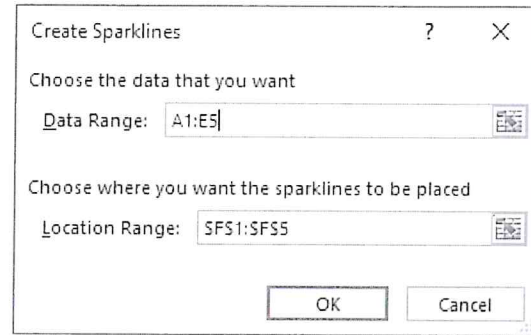 Create Sparklines ? ×
Choose the data that you want
Data Range: A1:E5
Choose where you want the sparklines to be placed
Location Range: $F$1:$F$5
OK Cancel